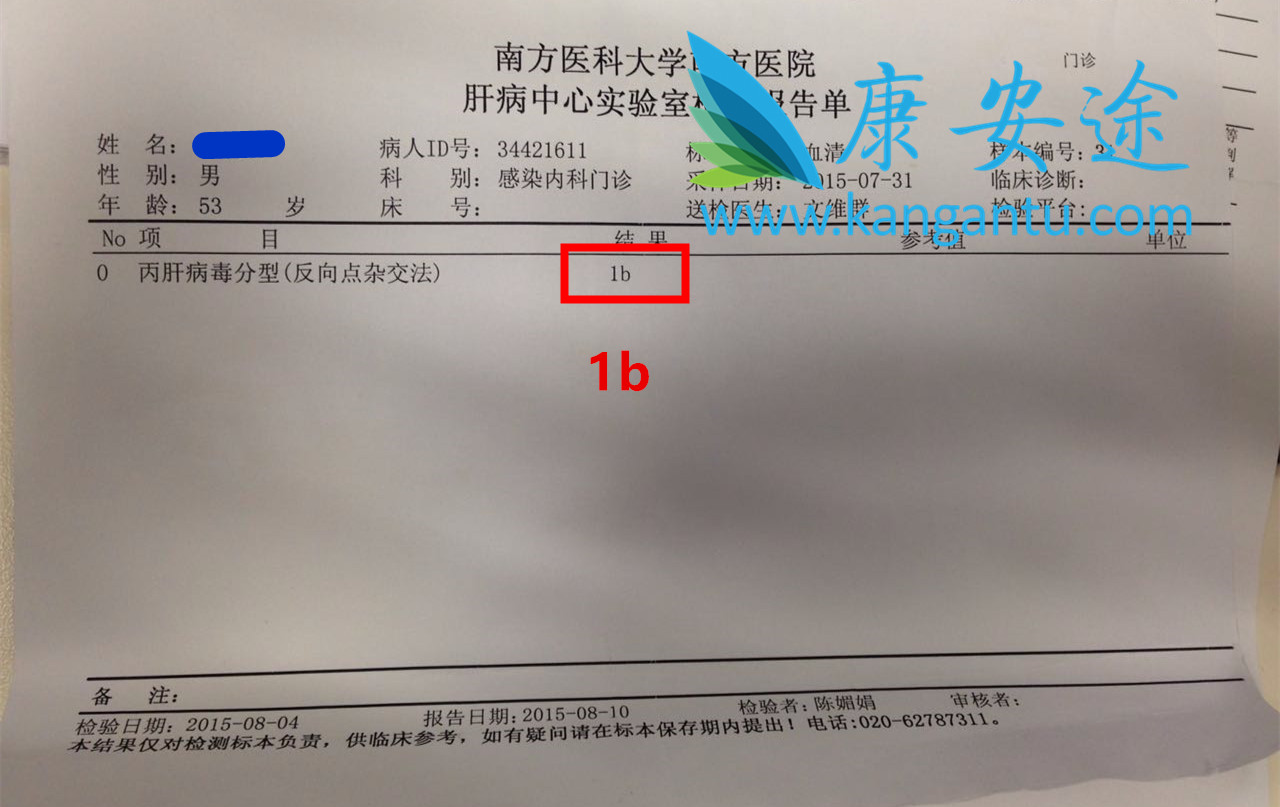 南方医科大学 方医院
门诊
肝病中心实验室 报告单
康安途
www.kangantu.com
姓 名: 病人ID号: 34421611 血清 样本编号:
性 别: 男 科 别: 感染内科门诊 采样日期: 2015-07-31 临床诊断:
年 龄: 53 岁 床 号: 送检医生: 检验平台:
No 项 目 结 果 参考值 单位
0 丙肝病毒分型(反向点杂交法) 1b
1b
备 注:
检验日期: 2015-08-04 报告日期:2015-08-10 检验者: 陈媚娟 审核者:
本结果仅对检测标本负责,供临床参考,如有疑问请在标本保存期内提出!电话:020-62787311。